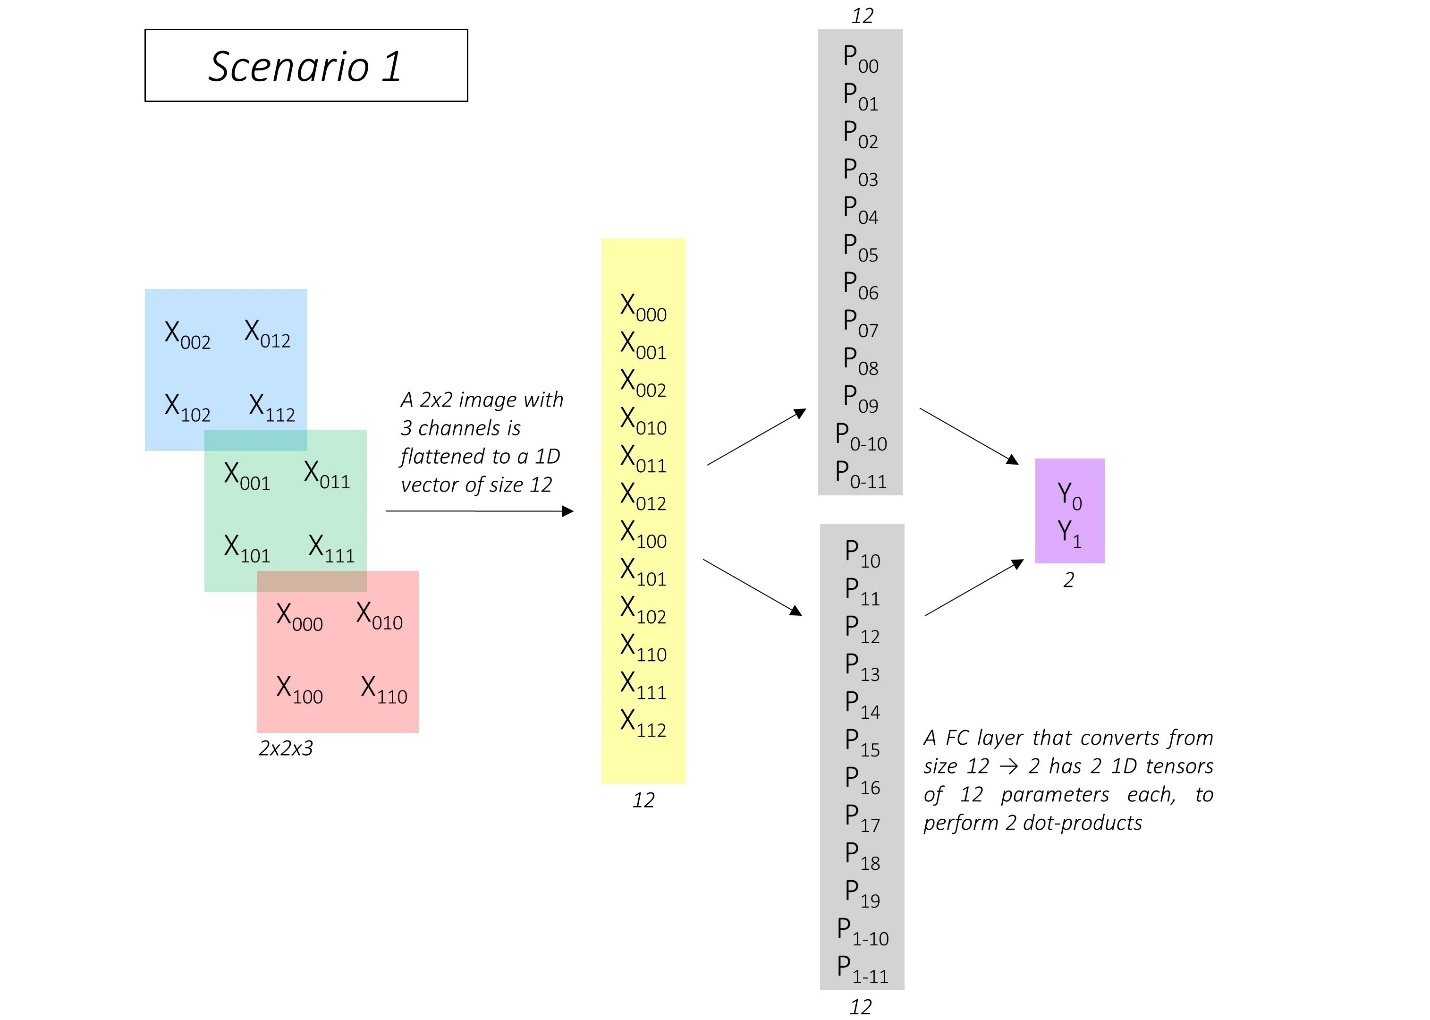 Scenario 1
X002 X012
X102 X112
X001 X011
X101 X111
X000 X010
X100 X110
2x2x3
A 2x2 image with
3 channels is
flattened to a 1D
vector of size 12
X000
X001
X002
X010
X011
X012
X100
X101
X102
X110
X111
X112
12
12
P00
P01
P02
P03
P04
P05
P06
P07
P08
P09
P0-10
P0-11
P10
P11
P12
P13
P14
P15
P16
P17
P18
P19
P1-10
P1-11
12
Y0
Y1
2
A FC layer that converts from
size 12 → 2 has 2 1D tensors
of 12 parameters each, to
perform 2 dot-products